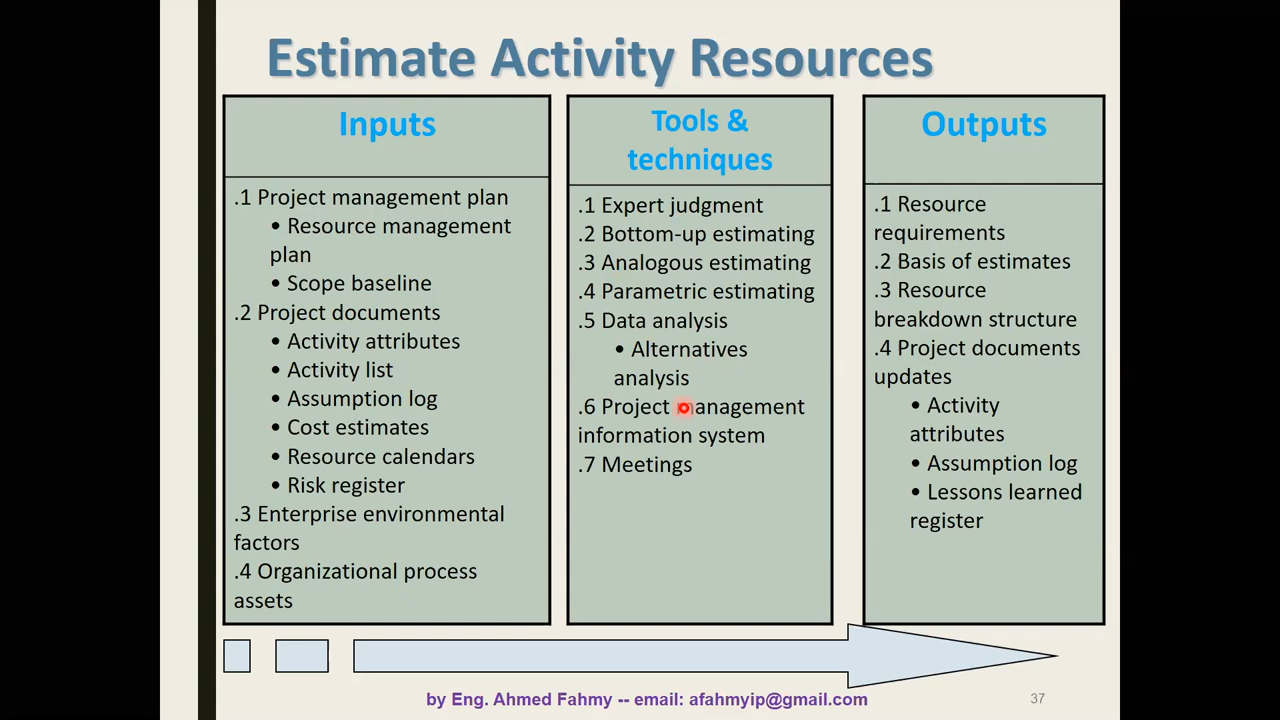 Estimate Activity Resources
Inputs
.1 Project management plan
• Resource management
plan
• Scope baseline
.2 Project documents
• Activity attributes
• Activity list
• Assumption log
• Cost estimates
• Resource calendars
• Risk register
.3 Enterprise environmental
factors
.4 Organizational process
assets
Tools &
techniques
.1 Expert judgment
.2 Bottom-up estimating
.3 Analogous estimating
.4 Parametric estimating
.5 Data analysis
• Alternatives
analysis
.6 Project management
information system
.7 Meetings
Outputs
.1 Resource
requirements
.2 Basis of estimates
.3 Resource
breakdown structure
.4 Project documents
updates
• Activity
attributes
• Assumption log
• Lessons learned
register
by Eng. Ahmed Fahmy -- email: afahmyip@gmail.com
37